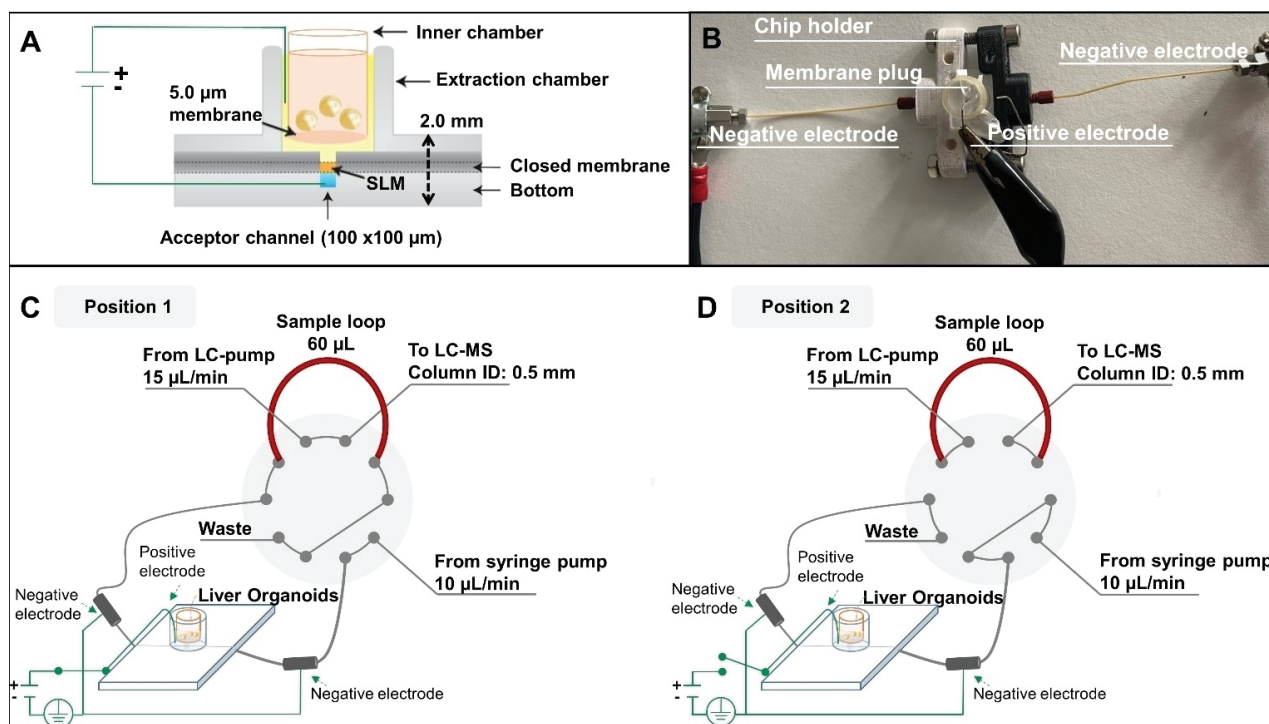 A
Inner chamber
Extraction chamber
+
-
5.0 µm
membrane
2.0 mm
Closed membrane
SLM
Bottom
Acceptor channel (100 x100 µm)
B
Chip holder
Negative electrode
Membrane plug
Negative electrode
Positive electrode
C
Position 1
Sample loop
60 µL
From LC-pump
15 µL/min
To LC-MS
Column ID: 0.5 mm
Waste
From syringe pump
10 µL/min
Positive
electrode
Negative
electrode
Liver Organoids
Negative electrode
+
-
D
Position 2
Sample loop
60 µL
From LC-pump
15 µL/min
To LC-MS
Column ID: 0.5 mm
Waste
From syringe pump
10 µL/min
Positive
electrode
Negative
electrode
Liver Organoids
Negative electrode
+
-